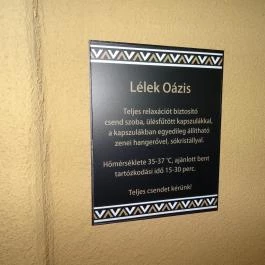 Lélek Oázis
Teljes relaxációt biztosító
csend szoba, ülésfűtött kapszulákkal,
a kapszulákban egyedileg állítható
zenei hangerővel, sókristállyal.
Hőmérséklete 35-37 °C, ajánlott bent
tartózkodási idő 15-30 perc.
Teljes csendet kérünk!